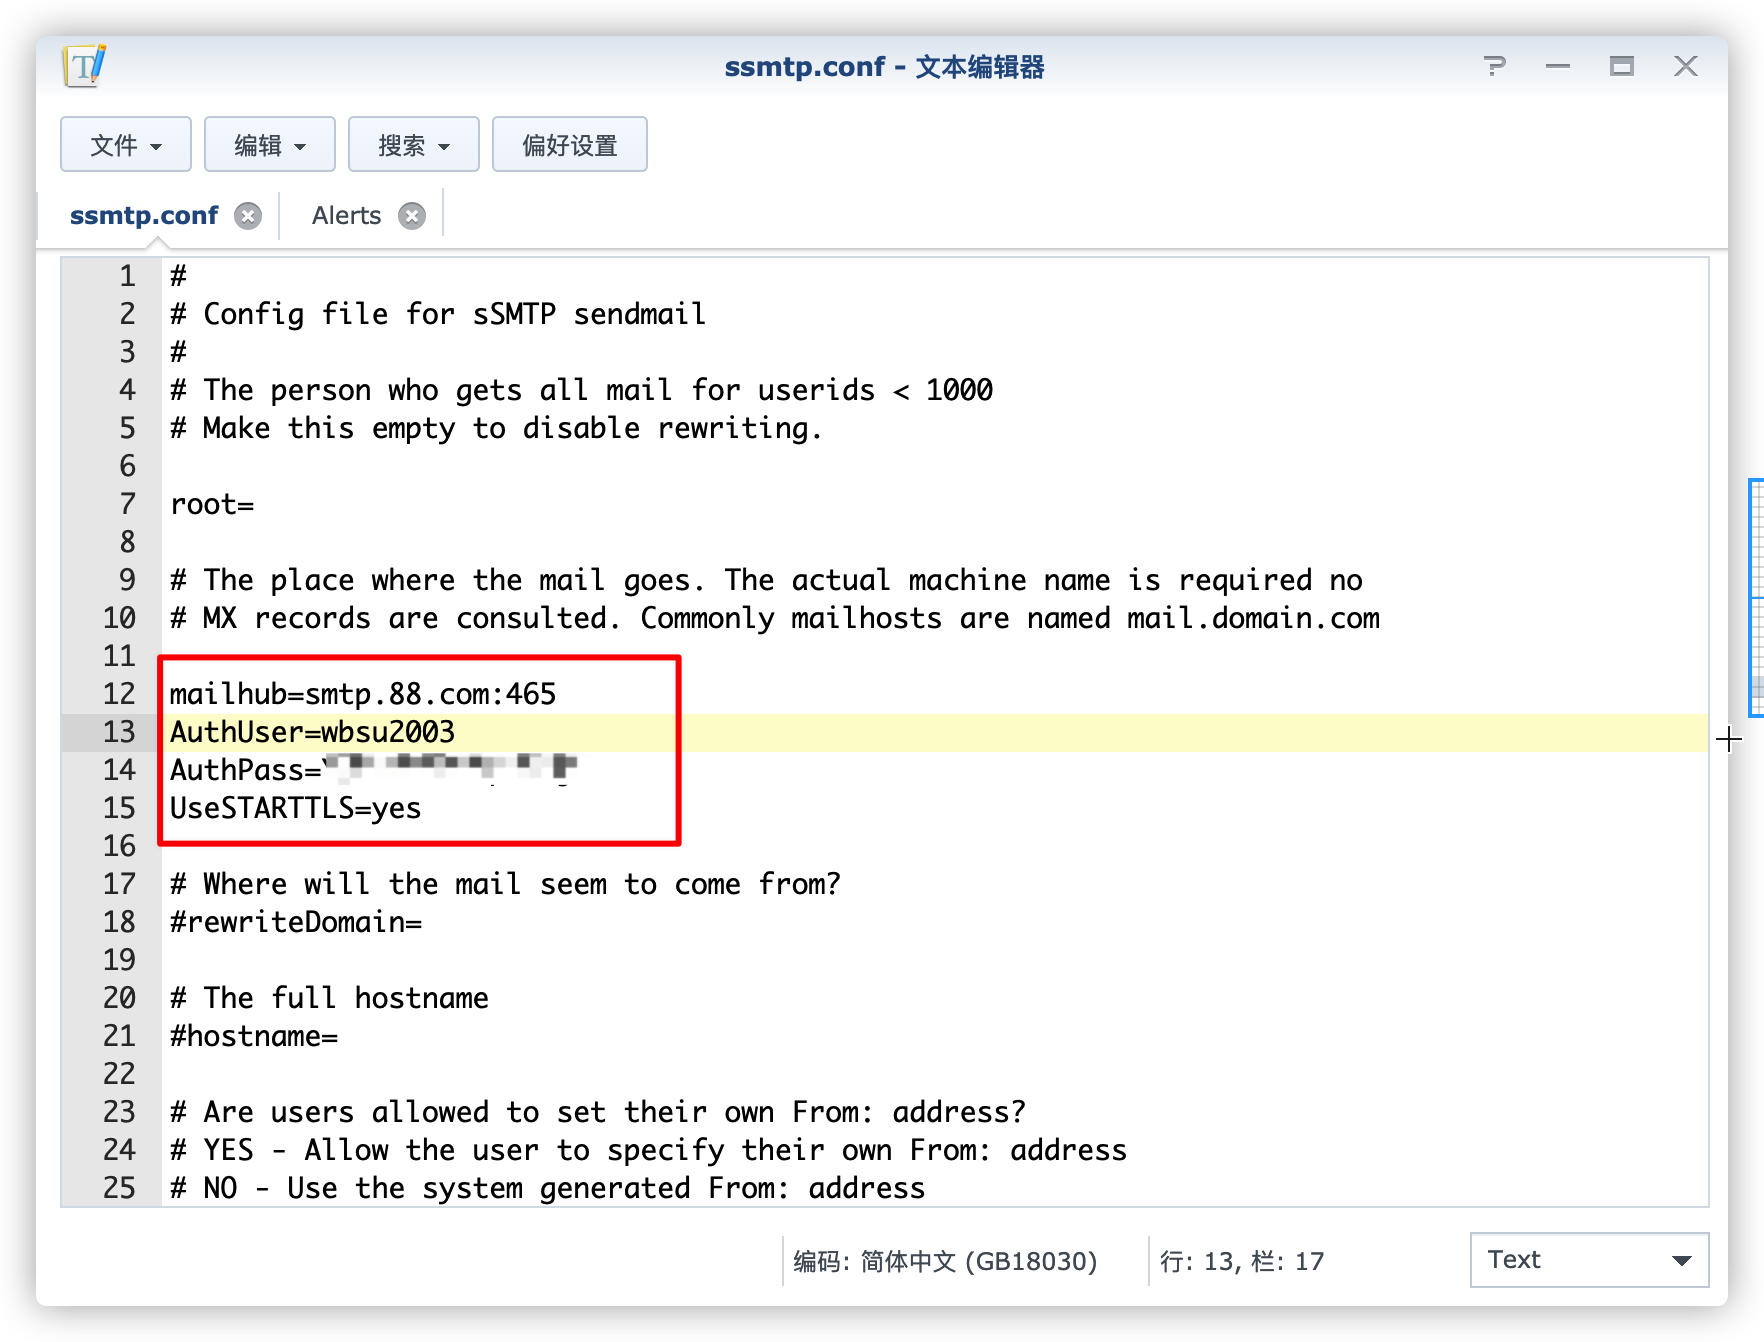 ssmtp.conf - 文本编辑器
文件 编辑 搜索 偏好设置
ssmtp.conf Alerts
1 #
2 # Config file for sSMTP sendmail
3 #
4 # The person who gets all mail for userids < 1000
5 # Make this empty to disable rewriting.
6
7 root=
8
9 # The place where the mail goes. The actual machine name is required no
10 # MX records are consulted. Commonly mailhosts are named mail.domain.com
11
12 mailhub=smtp.88.com:465
13 AuthUser=wbsu2003
14 AuthPass=
15 UseSTARTTLS=yes
16
17 # Where will the mail seem to come from?
18 #rewriteDomain=
19
20 # The full hostname
21 #hostname=
22
23 # Are users allowed to set their own From: address?
24 # YES - Allow the user to specify their own From: address
25 # NO - Use the system generated From: address
编码: 简体中文 (GB18030) 行: 13, 栏: 17 Text